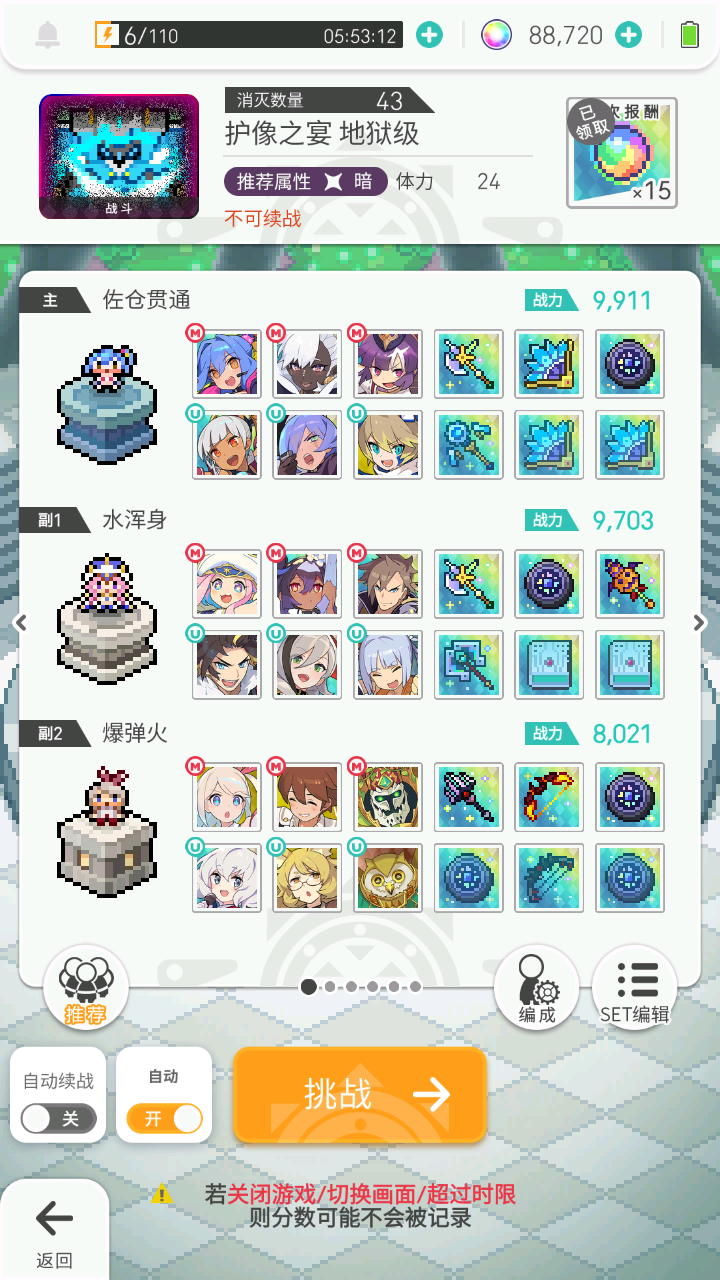 6/110
05:53:12
88,720
消灭数量 43
护像之宴 地狱级
推荐属性 暗 体力 24
不可续战
战斗
次报酬
已
领取
×15
主 佐仓贯通 战力 9,911
M M M
U U U
副1 水浑身 战力 9,703
M M M
U U U
副2 爆弹火 战力 8,021
M M M
U U U
推荐
编成
SET编辑
自动续战
关
自动
开
挑战
若关闭游戏/切换画面/超过时限
则分数可能不会被记录
返回